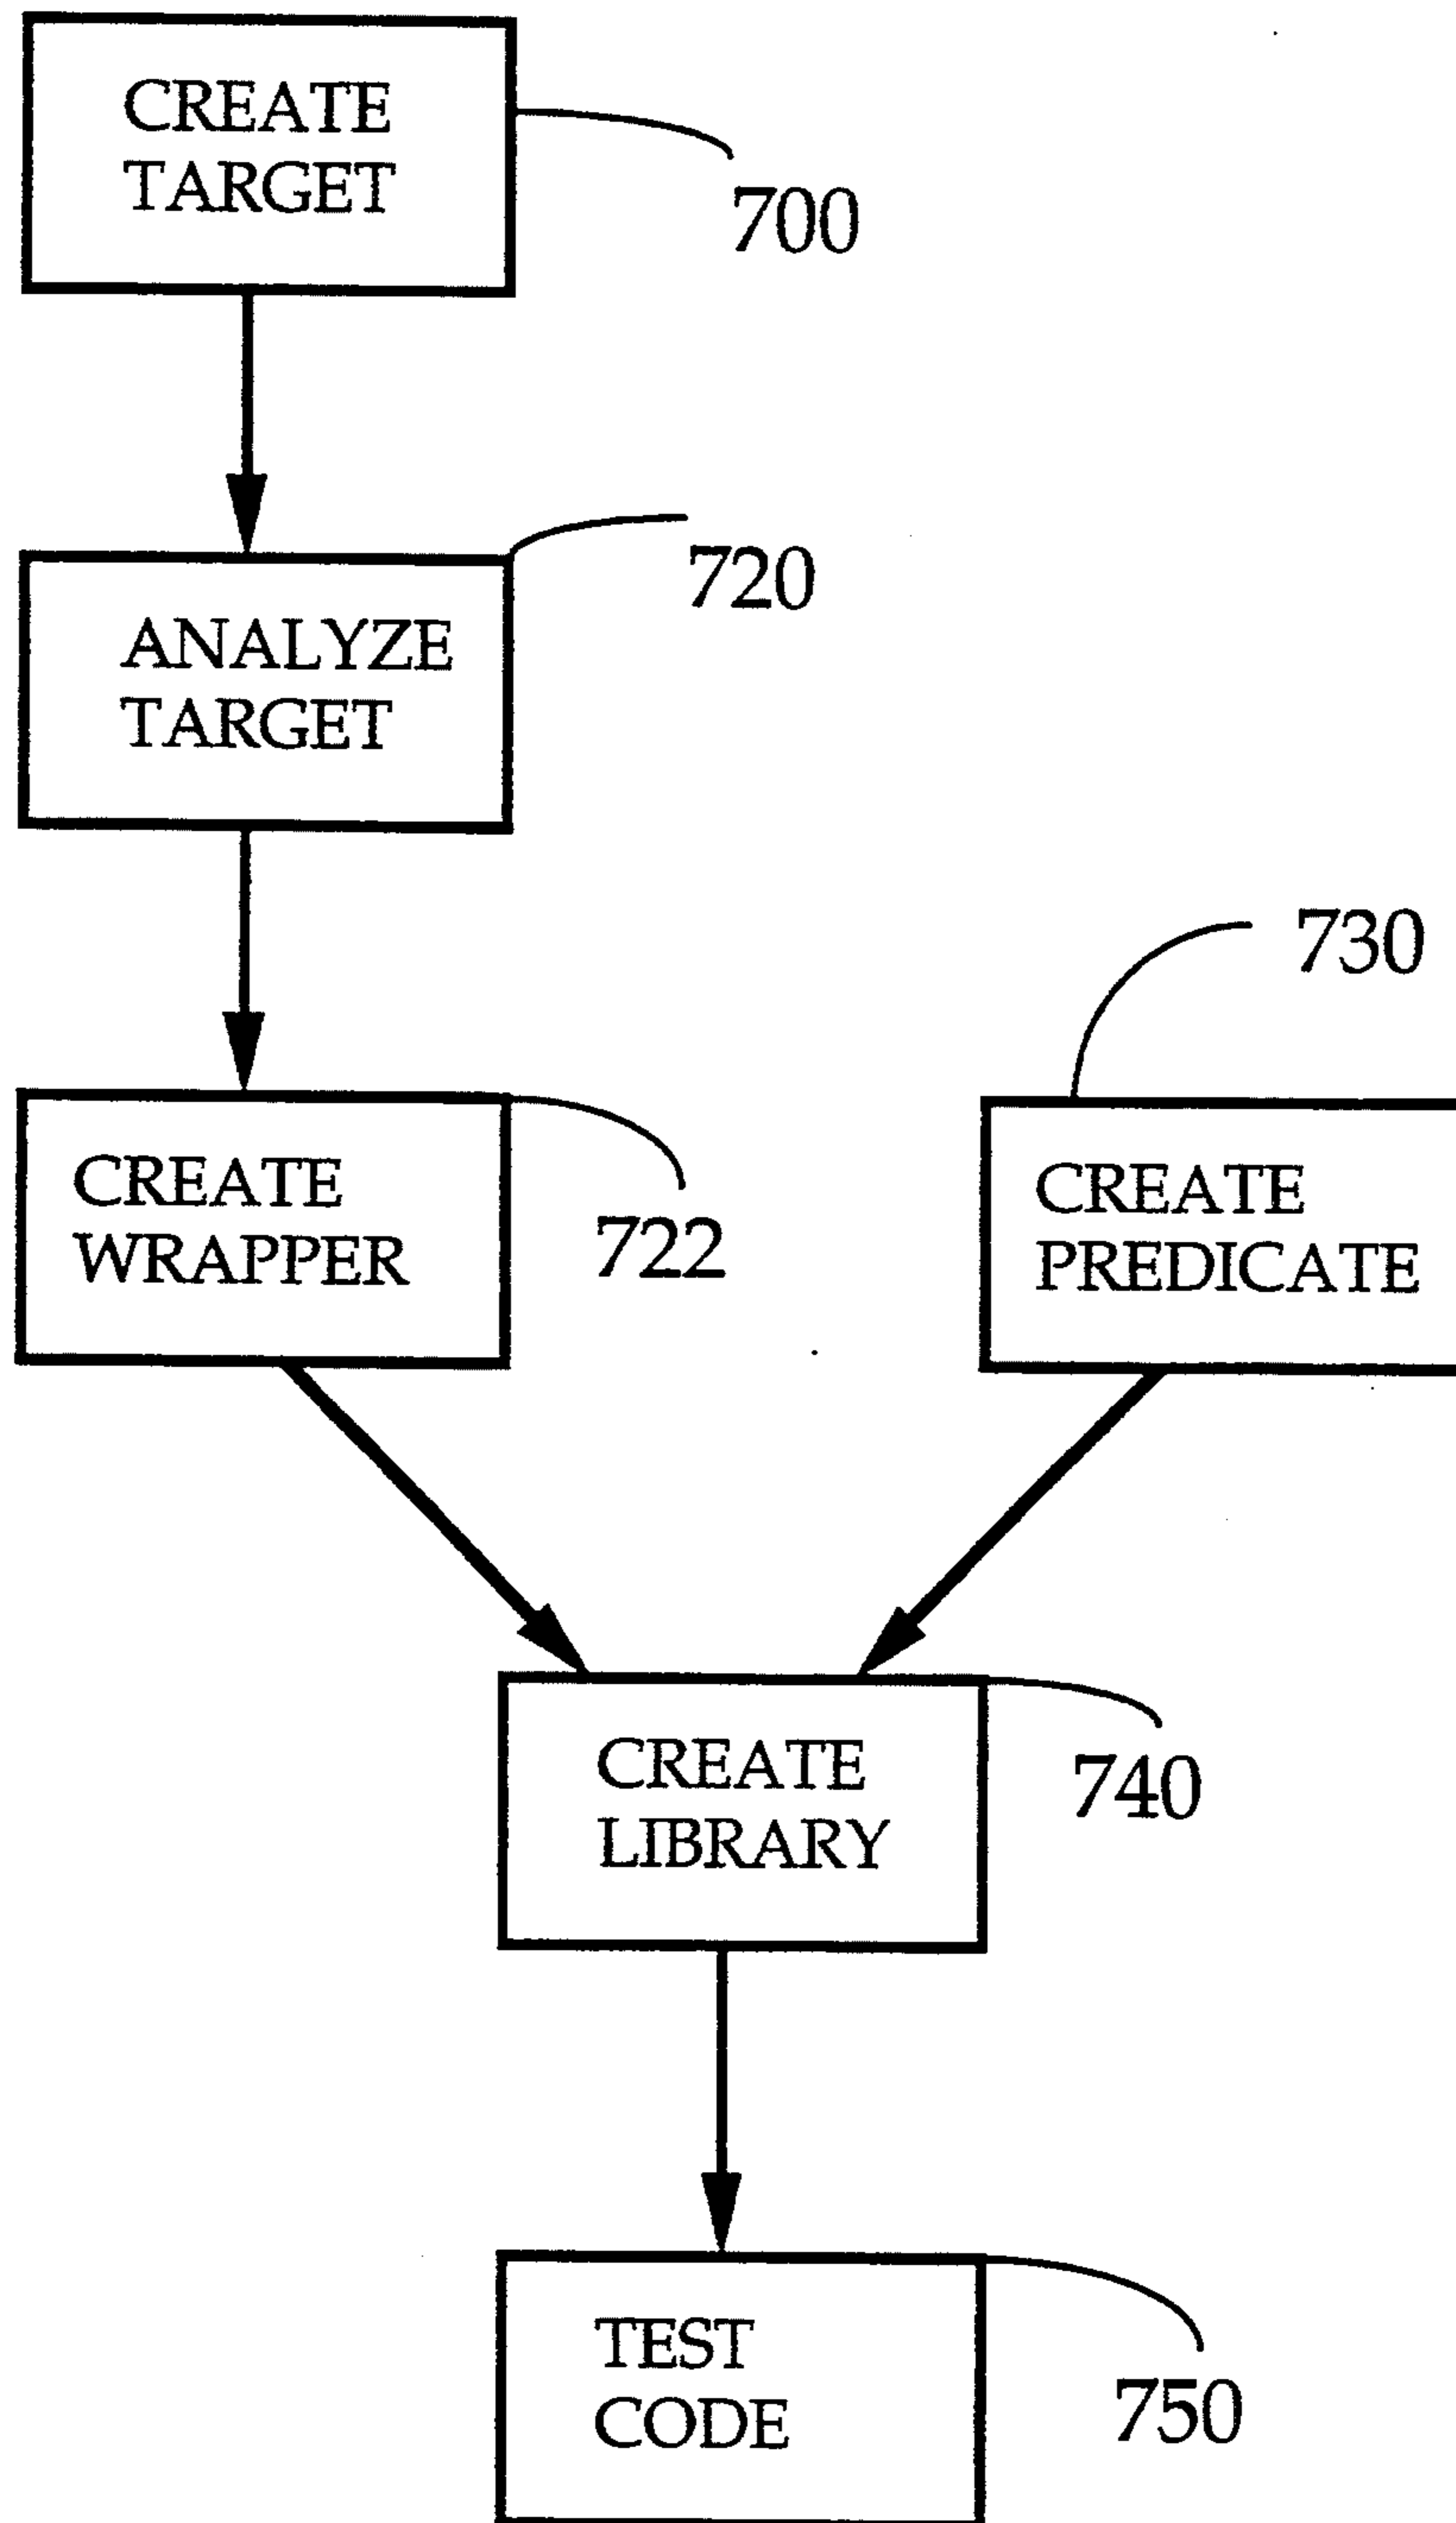 CREATE
TARGET
700
720
ANALYZE
TARGET
730
CREATE
WRAPPER
722
CREATE
PREDICATE
CREATE
LIBRARY
740
TEST
CODE
750